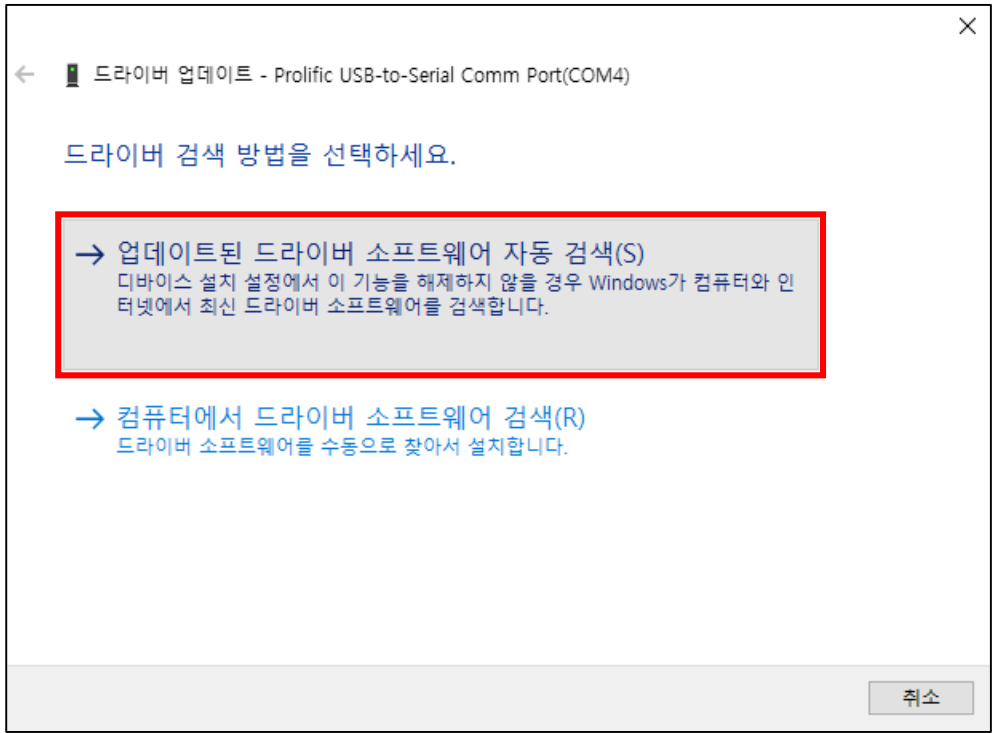 드라이버 업데이트 - Prolific USB-to-Serial Comm Port(COM4)
드라이버 검색 방법을 선택하세요.
업데이트된 드라이버 소프트웨어 자동 검색(S)
디바이스 설치 설정에서 이 기능을 해제하지 않을 경우 Windows가 컴퓨터와 인
터넷에서 최신 드라이버 소프트웨어를 검색합니다.
컴퓨터에서 드라이버 소프트웨어 검색(R)
드라이버 소프트웨어를 수동으로 찾아서 설치합니다.
취소